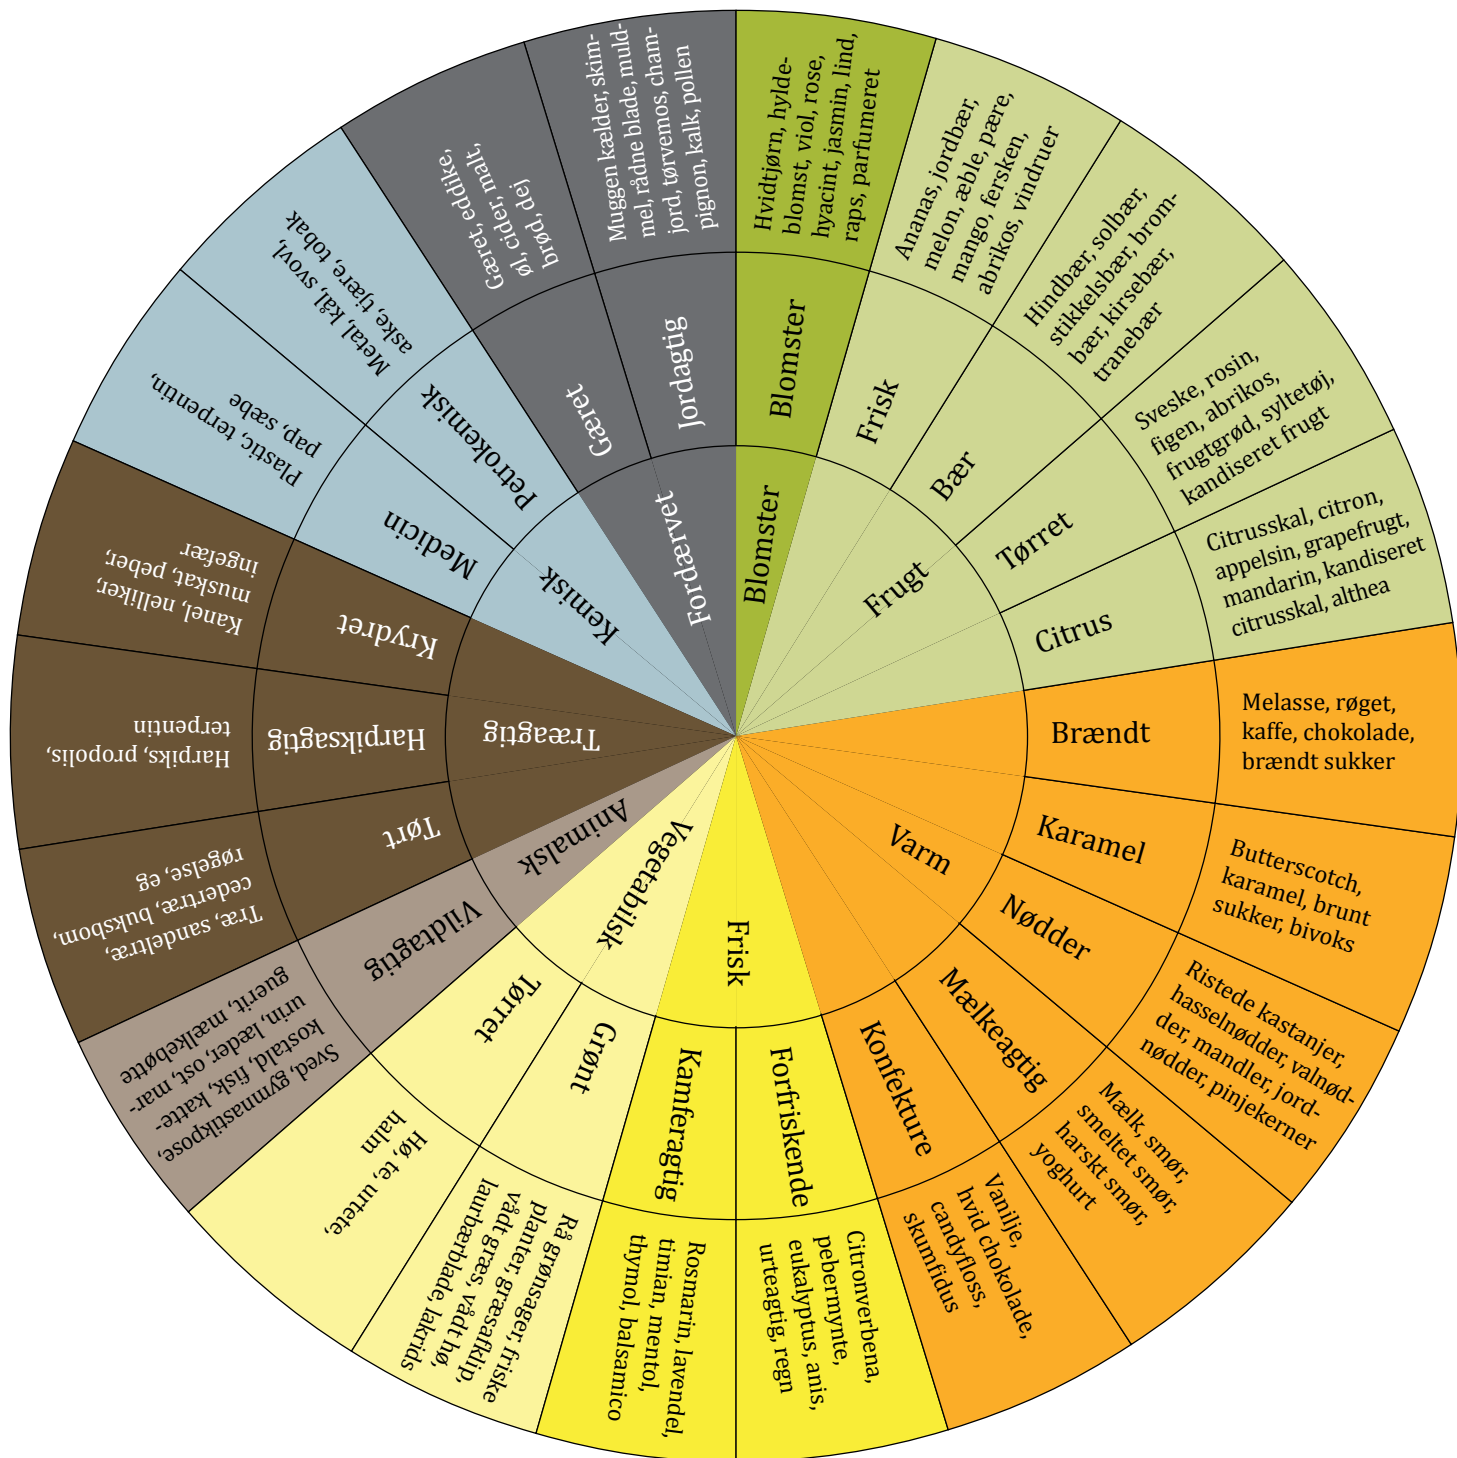 Blomster
Blomster
Hvidtjørn, hylde-
blomst, viol, rose,
hyacint, jasmin, lind,
raps, parfumeret
Frugt
Frisk
Ananas, jordbær,
melon, æble, pære,
mango, fersken,
abrikos, vindruer
Bær
Hindbær, solbær,
stikkelsbær, brom-
bær, kirsebær,
tranebær
Tørret
Sveske, rosin,
figen, abrikos,
frugtgrød, syltetøj,
kandiseret frugt
Citrus
Citrusskal, citron,
appelsin, grapefrugt,
mandarin, kandiseret
citrusskal, althea
Varm
Brændt
Melasse, røget,
kaffe, chokolade,
brændt sukker
Karamel
Butterscotch,
karamel, brunt
sukker, bivoks
Nødder
Ristede kastanjer,
hasselnødder, valnød-
der, mandler, jord-
nødder, pinjekerner
Mælkeagtig
Mælk, smør,
smeltet smør,
harskt smør,
yoghurt
Konfekture
Vanilje,
hvid chokolade,
candyfloss,
skumfidus
Frisk
Forfriskende
Citronverbena,
pebermynte,
eukalyptus, anis,
urteagtig, regn
Kamferagtig
Rosmarin, lavendel,
timian, mentol,
thymol, balsamico
Vegetabilsk
Grønt
Rå grønsager, friske
planter, græsafklip,
vådt græs, vådt hø,
laurbærblade, lakrids
Tørret
Hø, te, urtete,
halm
Animalsk
Vildtagtig
Sved, gymnastikpose,
kostald, fisk, katte-
urin, læder, ost, mar-
guerit, mælkebøtte
Træagtig
Tørt
Træ, sandeltræ,
cedertræ, buksbom,
røgelse, eg
Harpiksagtig
Harpiks, propolis,
terpentin
Krydret
Kanel, nelliker,
muskat, peber,
ingefær
Kemisk
Medicin
Plastic, terpentin,
pap, sæbe
Petrokemisk
Metal, kål, svovl,
aske, tjære, tobak
Fordærvet
Gæret
Gæret, eddike,
øl, cider, malt,
brød, dej
Jordagtig
Muggen kælder, skim-
mel, rådne blade, muld-
jord, tørvemos, cham-
pignon, kalk, pollen